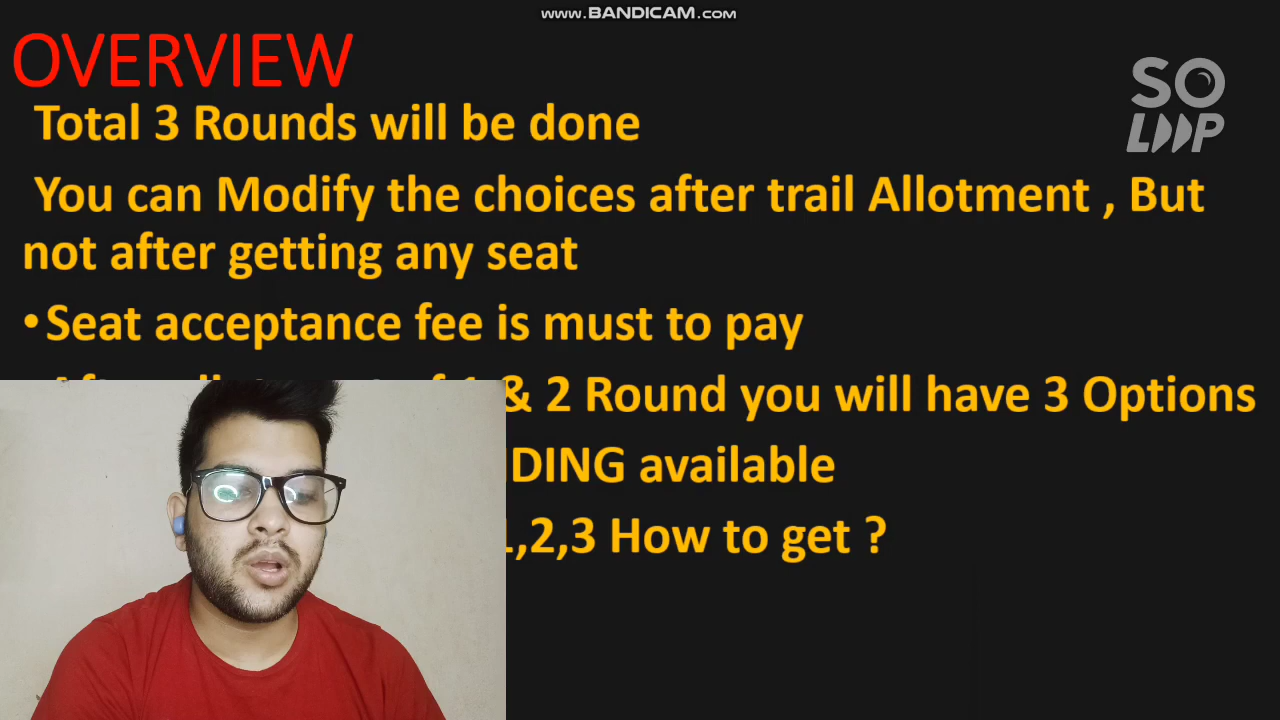 www.BANDICAM.com
OVERVIEW
SO
LOOP
Total 3 Rounds will be done
You can Modify the choices after trail Allotment , But
not after getting any seat
•Seat acceptance fee is must to pay
& 2 Round you will have 3 Options
DING available
1,2,3 How to get ?